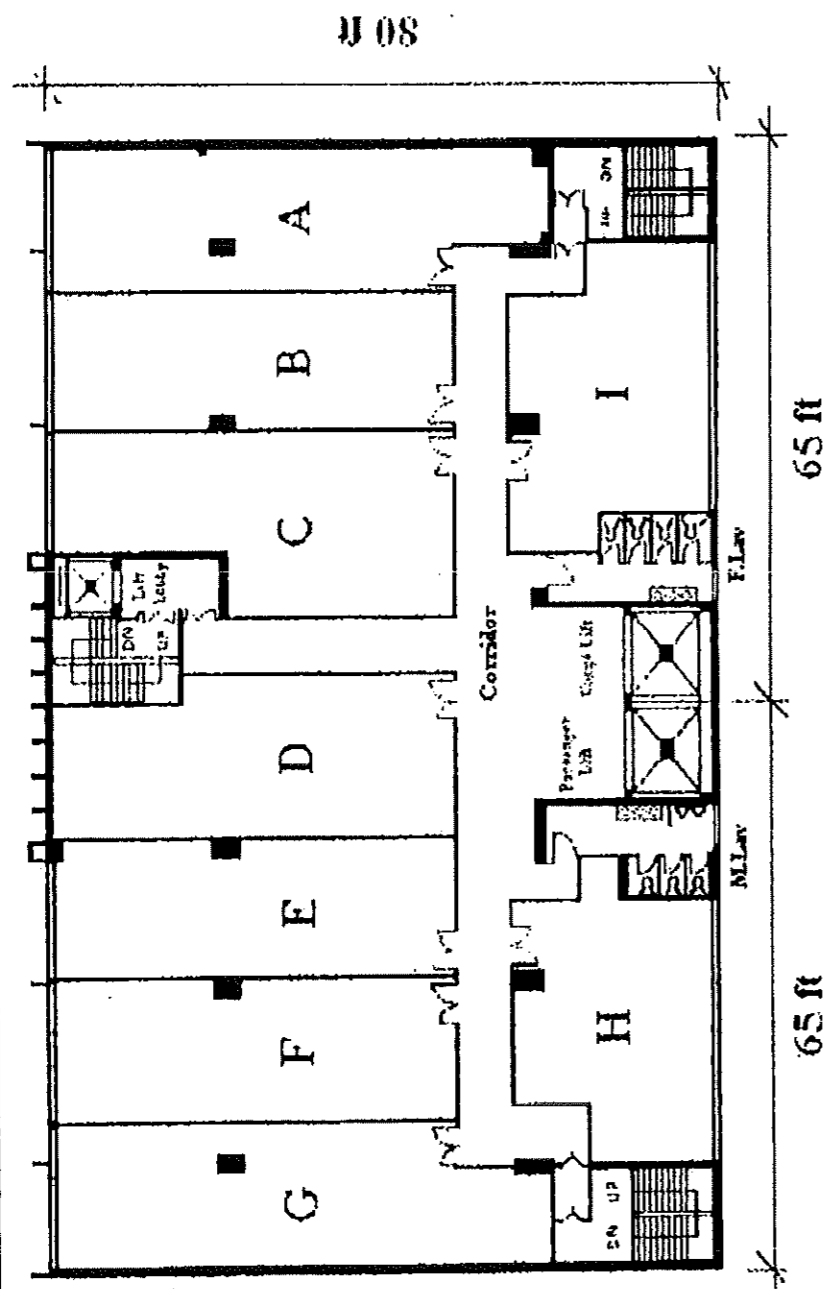 80 ft
A
B
C
D
E
F
G
H
I
Lift
Lobby
DN
UP
Corridor
Passenger
Lift
Cargo Lift
F.Lav
M.Lav
DN
UP
DN
65 ft
65 ft